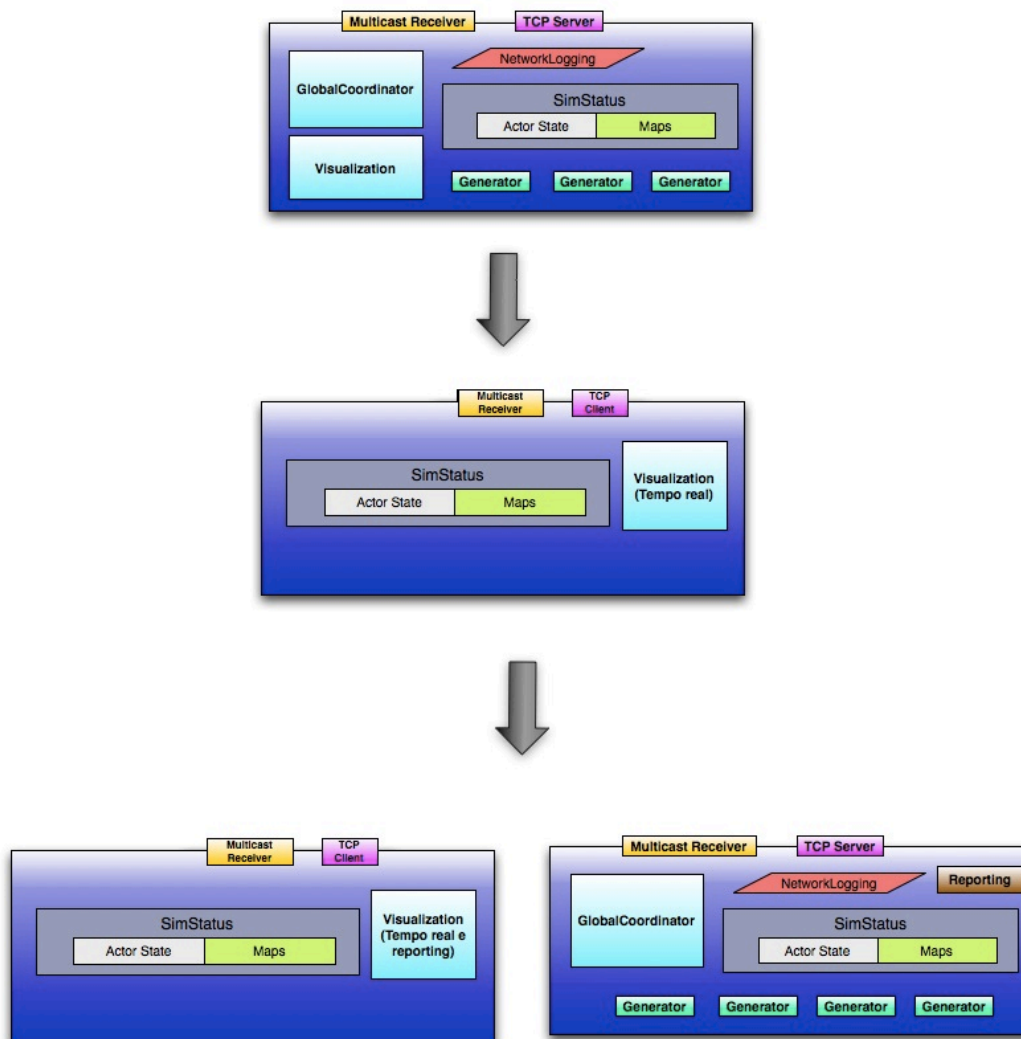 Multicast Receiver
TCP Server
NetworkLogging
GlobalCoordinator
SimStatus
Actor State
Maps
Visualization
Generator
Generator
Generator
Multicast
Receiver
TCP
Client
SimStatus
Actor State
Maps
Visualization
(Tempo real)
Multicast
Receiver
TCP
Client
SimStatus
Actor State
Maps
Visualization
(Tempo real e
reporting)
Multicast Receiver
TCP Server
NetworkLogging
Reporting
GlobalCoordinator
SimStatus
Actor State
Maps
Generator
Generator
Generator
Generator